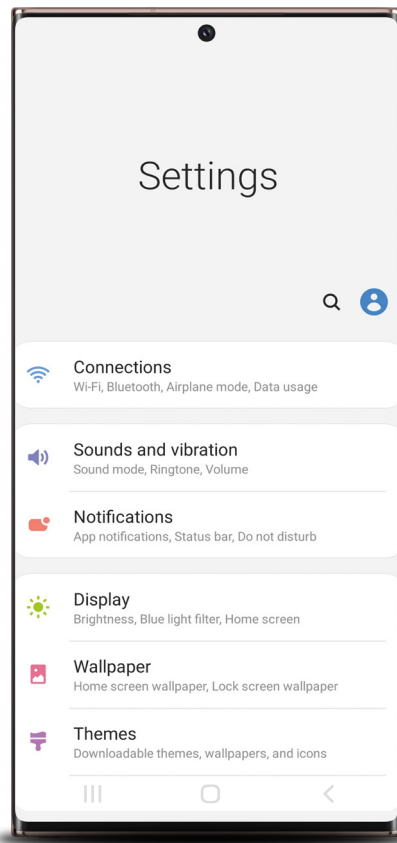 Settings
Connections
Wi-Fi, Bluetooth, Airplane mode, Data usage
Sounds and vibration
Sound mode, Ringtone, Volume
Notifications
App notifications, Status bar, Do not disturb
Display
Brightness, Blue light filter, Home screen
Wallpaper
Home screen wallpaper, Lock screen wallpaper
Themes
Downloadable themes, wallpapers, and icons